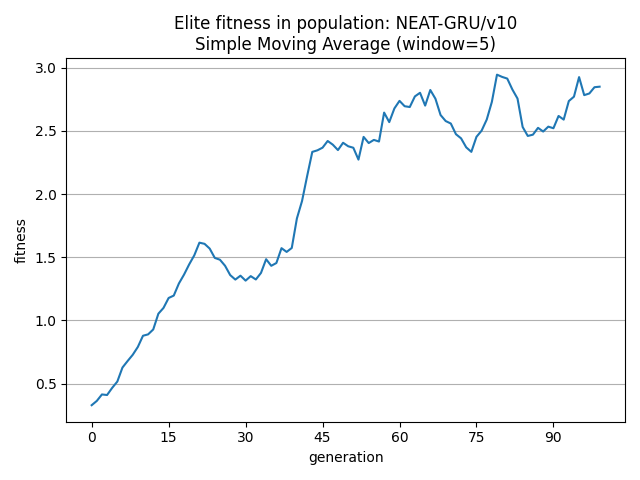 Elite fitness in population: NEAT-GRU/v10
Simple Moving Average (window=5)
3.0
2.5
2.0
1.5
1.0
0.5
fitness
0 15 30 45 60 75 90
generation